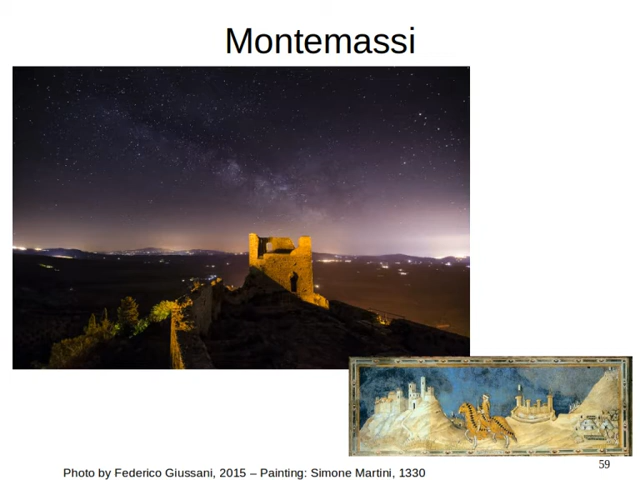 Montemassi
Photo by Federico Giussani, 2015 – Painting: Simone Martini, 1330
59